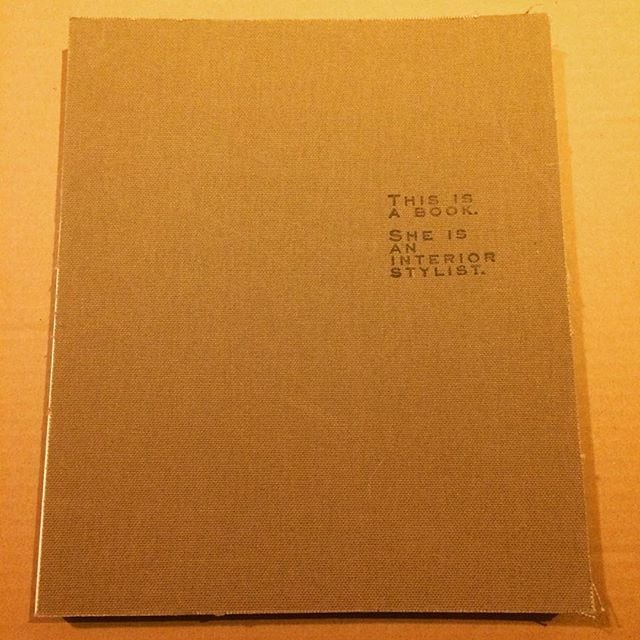 THIS IS
A BOOK.
SHE IS
AN
INTERIOR
STYLIST.